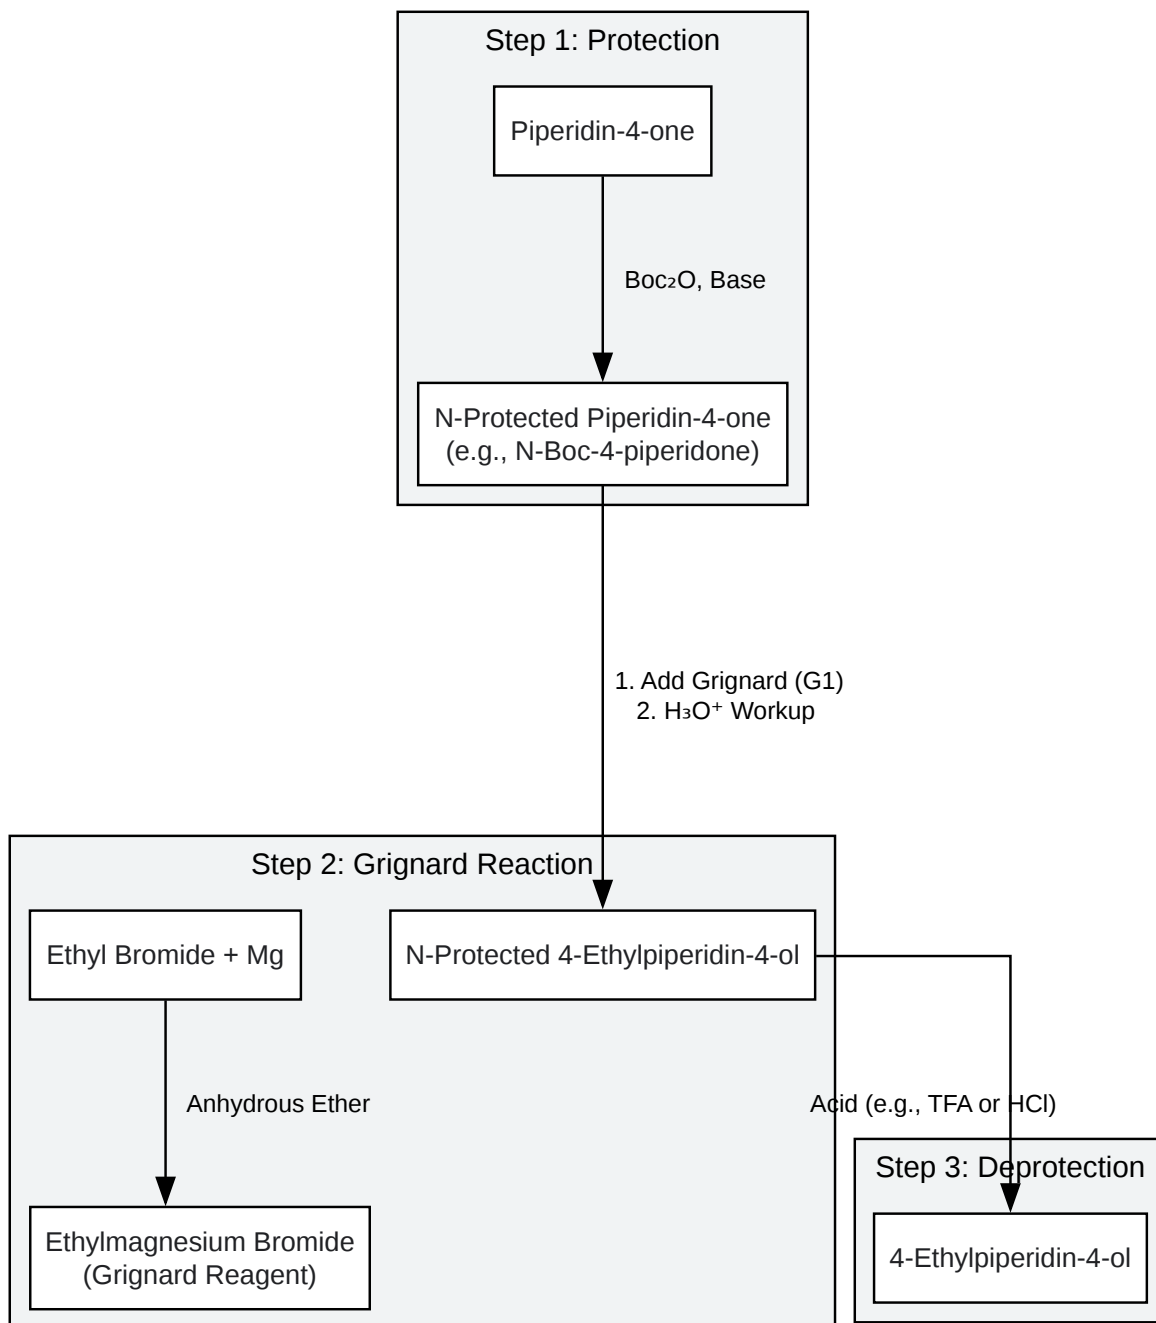 Step 1: Protection
Piperidin-4-one
Boc₂O, Base
N-Protected Piperidin-4-one
(e.g., N-Boc-4-piperidone)
1. Add Grignard (G1)
2. H₃O⁺ Workup
Step 2: Grignard Reaction
Ethyl Bromide + Mg
N-Protected 4-Ethylpiperidin-4-ol
Anhydrous Ether
Acid (e.g., TFA or HCl)
Step 3: Deprotection
Ethylmagnesium Bromide
(Grignard Reagent)
4-Ethylpiperidin-4-ol